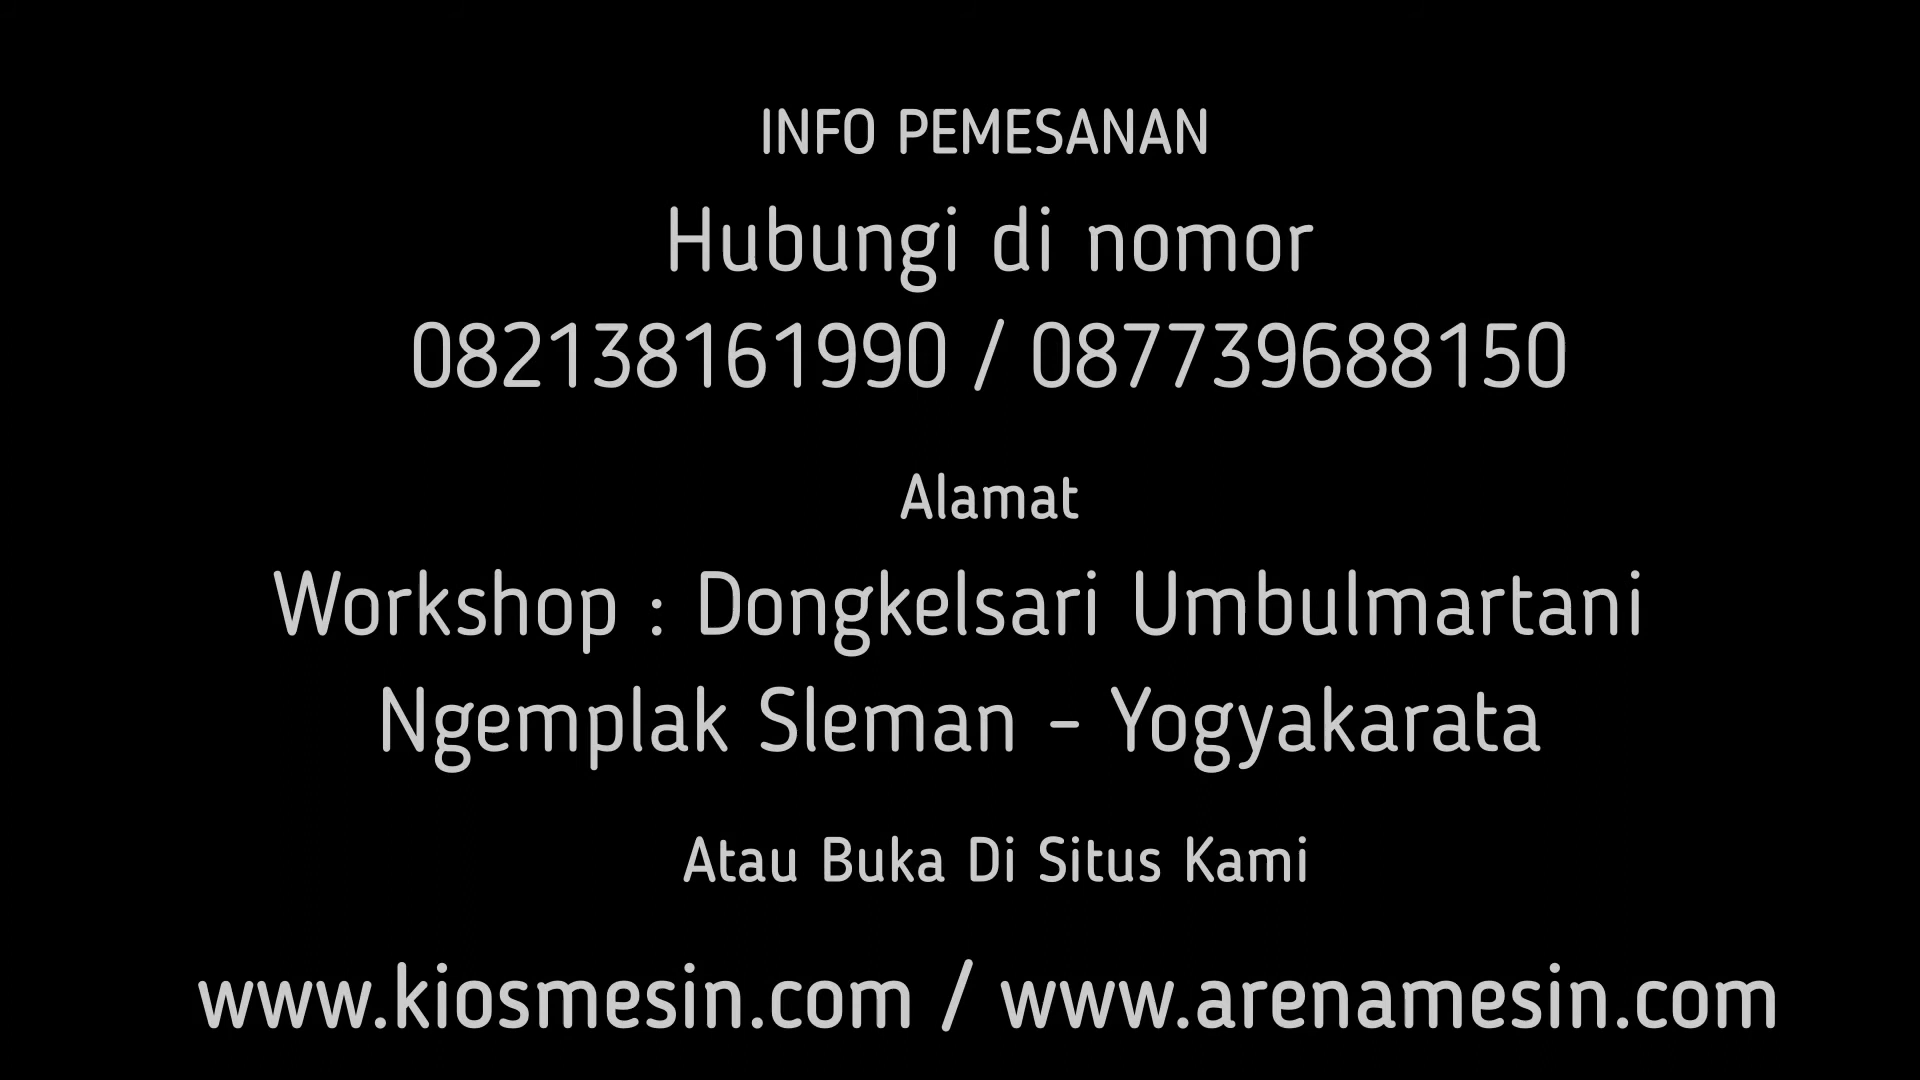 INFO PEMESANAN
Hubungi di nomor
082138161990 / 087739688150
Alamat
Workshop : Dongkelsari Umbulmartani
Ngemplak Sleman - Yogyakarata
Atau Buka Di Situs Kami
www.kiosmesin.com / www.arenamesin.com